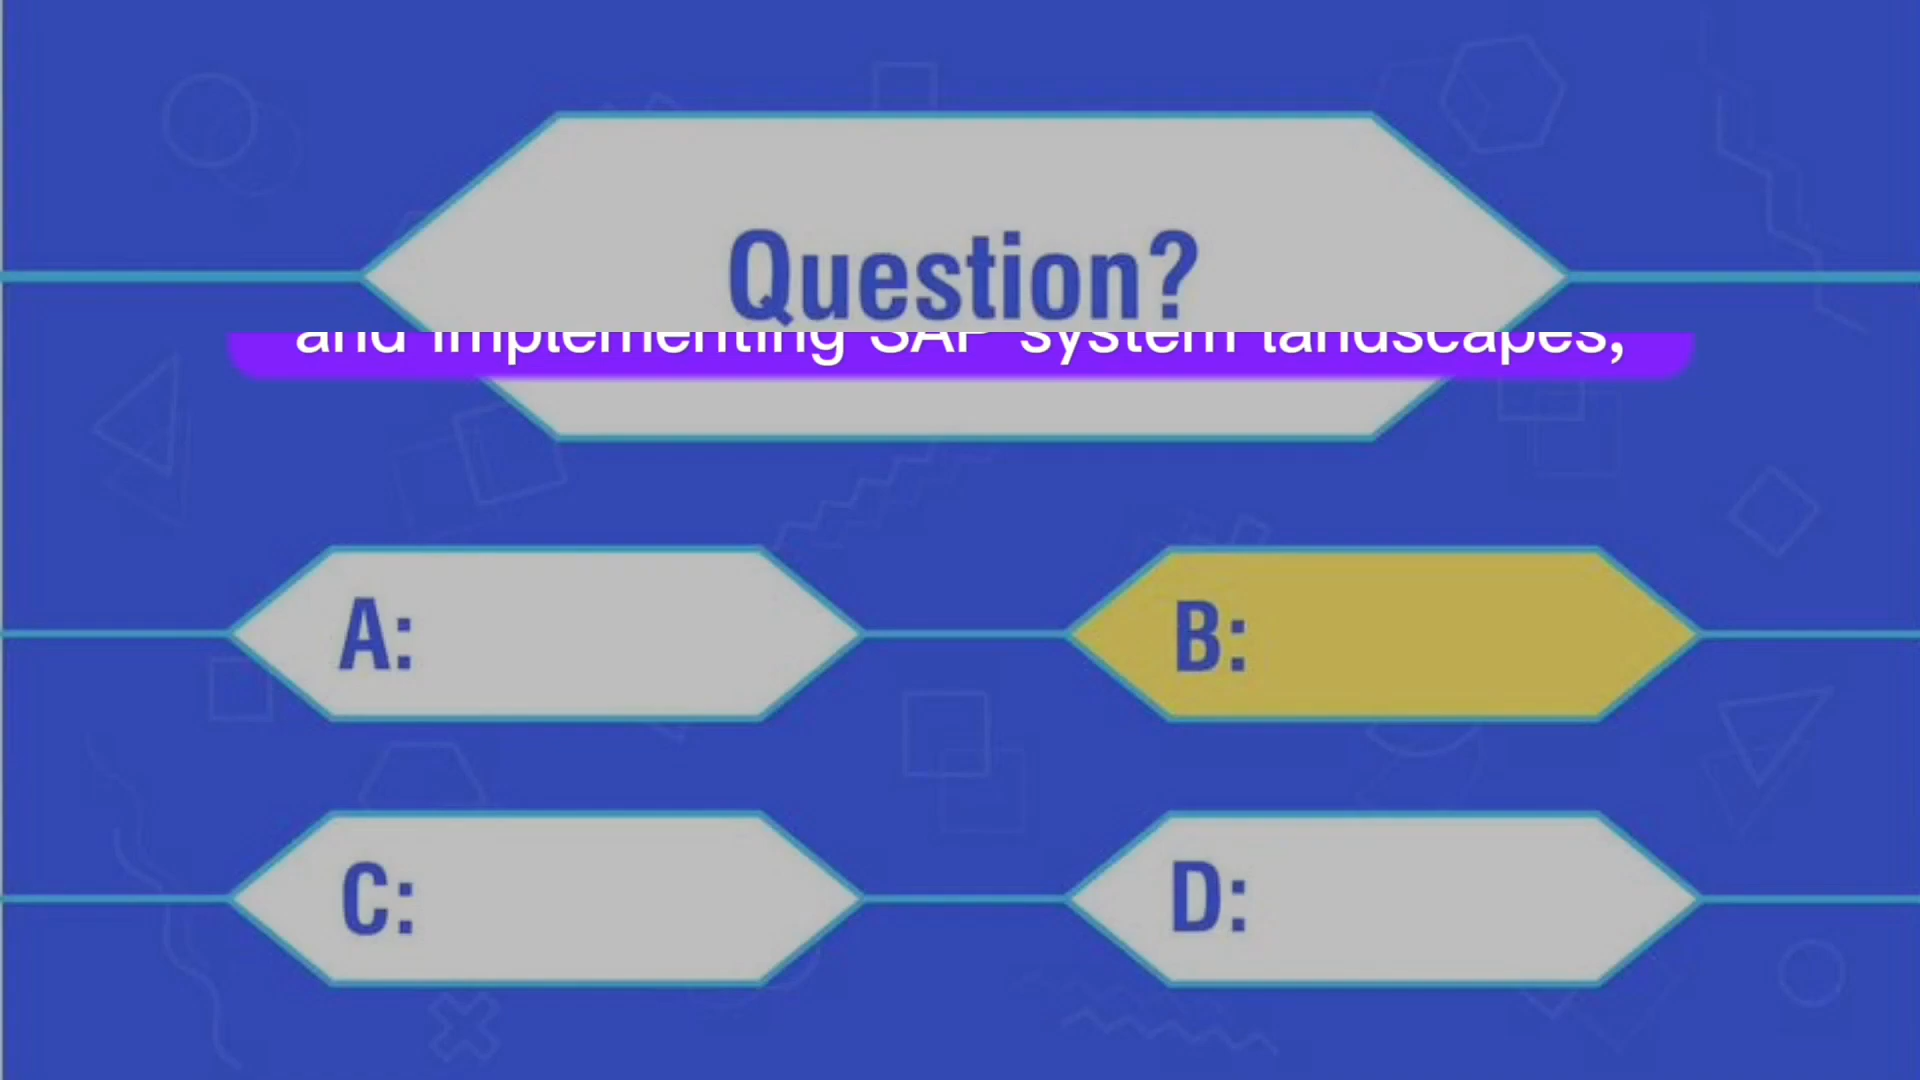 Question?
and implementing SAP system landscapes,
A:
B:
C:
D: